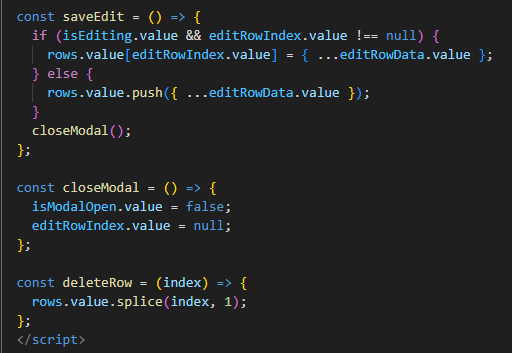 const saveEdit = () => {
  if (isEditing.value && editRowIndex.value !== null) {
    rows.value[editRowIndex.value] = { ...editRowData.value };
  } else {
    rows.value.push({ ...editRowData.value });
  }
  closeModal();
};

const closeModal = () => {
  isModalOpen.value = false;
  editRowIndex.value = null;
};

const deleteRow = (index) => {
  rows.value.splice(index, 1);
};
</script>